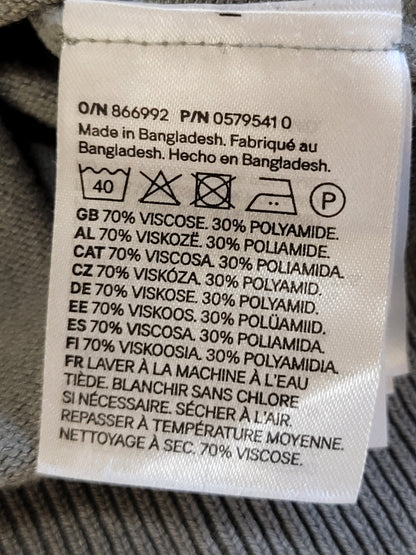 O/N 866992 P/N 0579541 0
Made in Bangladesh. Fabriqué au
Bangladesh. Hecho en Bangladesh.
40 P
GB 70% VISCOSE. 30% POLYAMIDE.
AL 70% VISKOZË. 30% POLIAMIDE.
CAT 70% VISCOSA. 30% POLIAMIDA.
CZ 70% VISKÓZA. 30% POLYAMID.
DE 70% VISKOSE. 30% POLYAMID.
EE 70% VISKOOS. 30% POLÜAMIID.
ES 70% VISCOSA. 30% POLIAMIDA.
FI 70% VISKOOSIA. 30% POLYAMIDIA.
FR LAVER À LA MACHINE À L'EAU
TIÈDE. BLANCHIR SANS CHLORE
SI NÉCESSAIRE. SÉCHER À L'AIR.
REPASSER À TEMPÉRATURE MOYENNE.
NETTOYAGE À SEC. 70% VISCOSE.